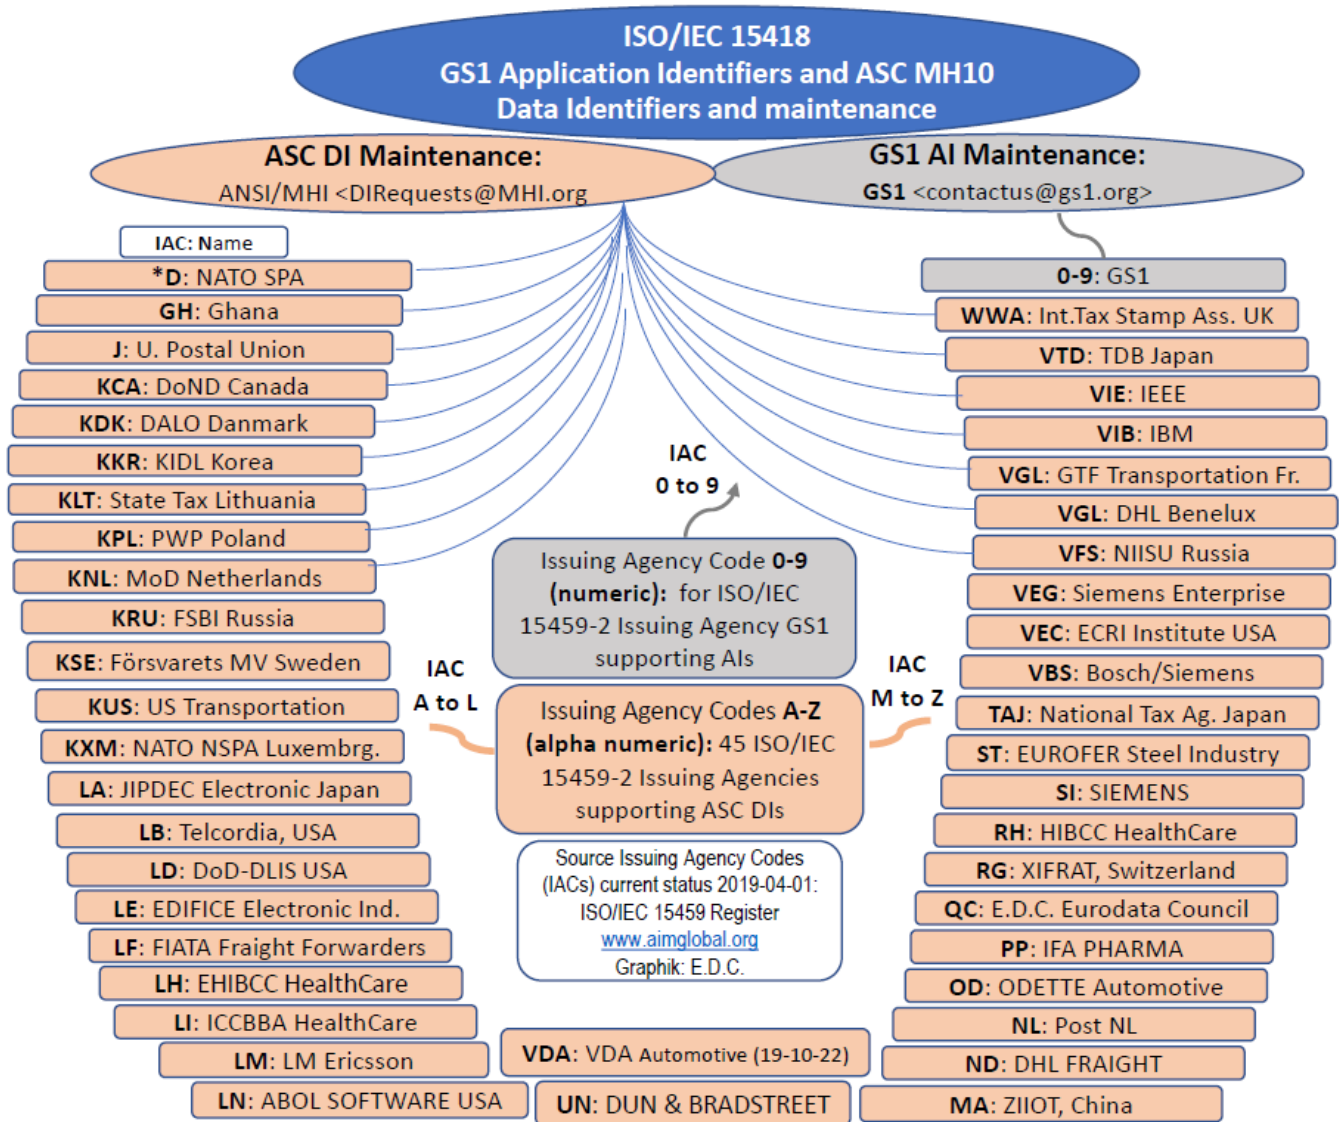 ISO/IEC 15418
GS1 Application Identifiers and ASC MH10
Data Identifiers and maintenance
ASC DI Maintenance:
ANSI/MHI <DIRequests@MHI.org
GS1 AI Maintenance:
GS1 <contactus@gs1.org>
IAC: Name
*D: NATO SPA
GH: Ghana
J: U. Postal Union
KCA: DoND Canada
KDK: DALO Danmark
KKR: KIDL Korea
KLT: State Tax Lithuania
KPL: PWP Poland
KNL: MoD Netherlands
KRU: FSBI Russia
KSE: Försvarets MV Sweden
KUS: US Transportation
KXM: NATO NSPA Luxembrg.
LA: JIPDEC Electronic Japan
LB: Telcordia, USA
LD: DoD-DLIS USA
LE: EDIFICE Electronic Ind.
LF: FIATA Fraight Forwarders
LH: EHIBCC HealthCare
LI: ICCBBA HealthCare
LM: LM Ericsson
LN: ABOL SOFTWARE USA
IAC
0 to 9
Issuing Agency Code 0-9
(numeric): for ISO/IEC
15459-2 Issuing Agency GS1
supporting AIs
IAC
A to L
IAC
M to Z
Issuing Agency Codes A-Z
(alpha numeric): 45 ISO/IEC
15459-2 Issuing Agencies
supporting ASC DIs
Source Issuing Agency Codes
(IACs) current status 2019-04-01:
ISO/IEC 15459 Register
www.aimglobal.org
Graphik: E.D.C.
VDA: VDA Automotive (19-10-22)
UN: DUN & BRADSTREET
0-9: GS1
WWA: Int.Tax Stamp Ass. UK
VTD: TDB Japan
VIE: IEEE
VIB: IBM
VGL: GTF Transportation Fr.
VGL: DHL Benelux
VFS: NIISU Russia
VEG: Siemens Enterprise
VEC: ECRI Institute USA
VBS: Bosch/Siemens
TAJ: National Tax Ag. Japan
ST: EUROFER Steel Industry
SI: SIEMENS
RH: HIBCC HealthCare
RG: XIFRAT, Switzerland
QC: E.D.C. Eurodata Council
PP: IFA PHARMA
OD: ODETTE Automotive
NL: Post NL
ND: DHL FRAIGHT
MA: ZIIOT, China